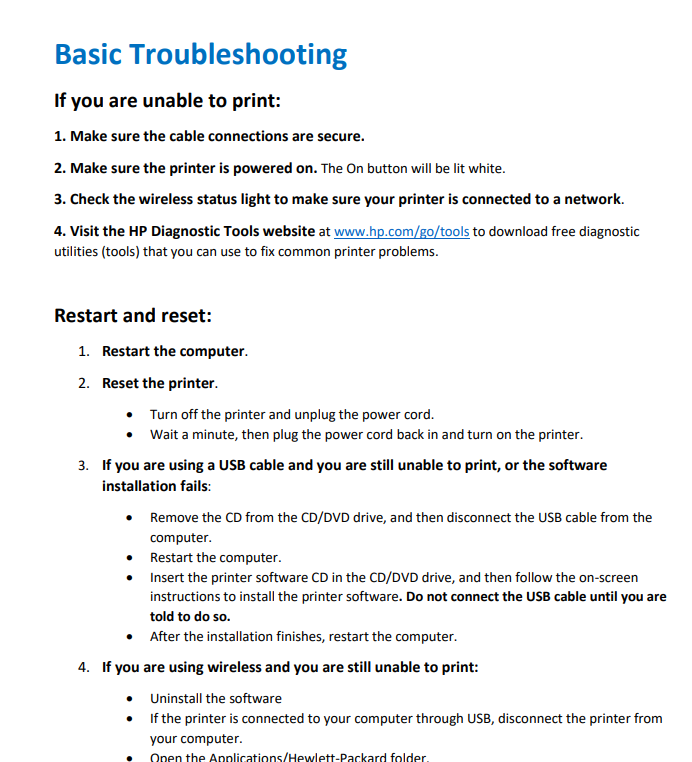 Basic Troubleshooting
If you are unable to print:
1. Make sure the cable connections are secure.
2. Make sure the printer is powered on. The On button will be lit white.
3. Check the wireless status light to make sure your printer is connected to a network.
4. Visit the HP Diagnostic Tools website at www.hp.com/go/tools to download free diagnostic
utilities (tools) that you can use to fix common printer problems.
Restart and reset:
1. Restart the computer.
2. Reset the printer.
• Turn off the printer and unplug the power cord.
• Wait a minute, then plug the power cord back in and turn on the printer.
3. If you are using a USB cable and you are still unable to print, or the software
installation fails:
• Remove the CD from the CD/DVD drive, and then disconnect the USB cable from the
computer.
• Restart the computer.
• Insert the printer software CD in the CD/DVD drive, and then follow the on-screen
instructions to install the printer software. Do not connect the USB cable until you are
told to do so.
• After the installation finishes, restart the computer.
4. If you are using wireless and you are still unable to print:
• Uninstall the software
• If the printer is connected to your computer through USB, disconnect the printer from
your computer.
• Open the Applications/Hewlett-Packard folder.